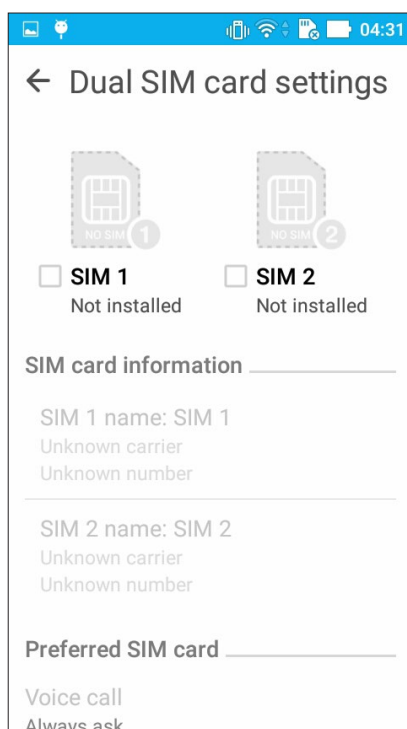 04:31
Dual SIM card settings
NO SIM 1
NO SIM 2
SIM 1
SIM 2
Not installed
Not installed
SIM card information
SIM 1 name: SIM 1
Unknown carrier
Unknown number
SIM 2 name: SIM 2
Unknown carrier
Unknown number
Preferred SIM card
Voice call
Always ask